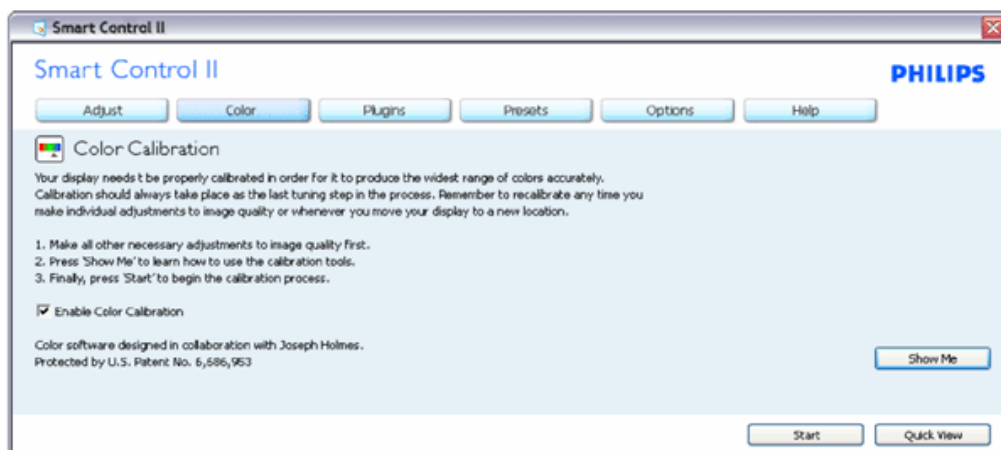 Smart Control II
Smart Control II
PHILIPS
Adjust Color Plugins Presets Options Help
Color Calibration
Your display needs t be properly calibrated in order for it to produce the widest range of colors accurately.
Calibration should always take place as the last tuning step in the process. Remember to recalibrate any time you
make individual adjustments to image quality or whenever you move your display to a new location.
1. Make all other necessary adjustments to image quality first.
2. Press 'Show Me' to learn how to use the calibration tools.
3. Finally, press 'Start' to begin the calibration process.
Enable Color Calibration
Color software designed in collaboration with Joseph Holmes.
Protected by U.S. Patent No. 6,686,953
Show Me
Start Quick View